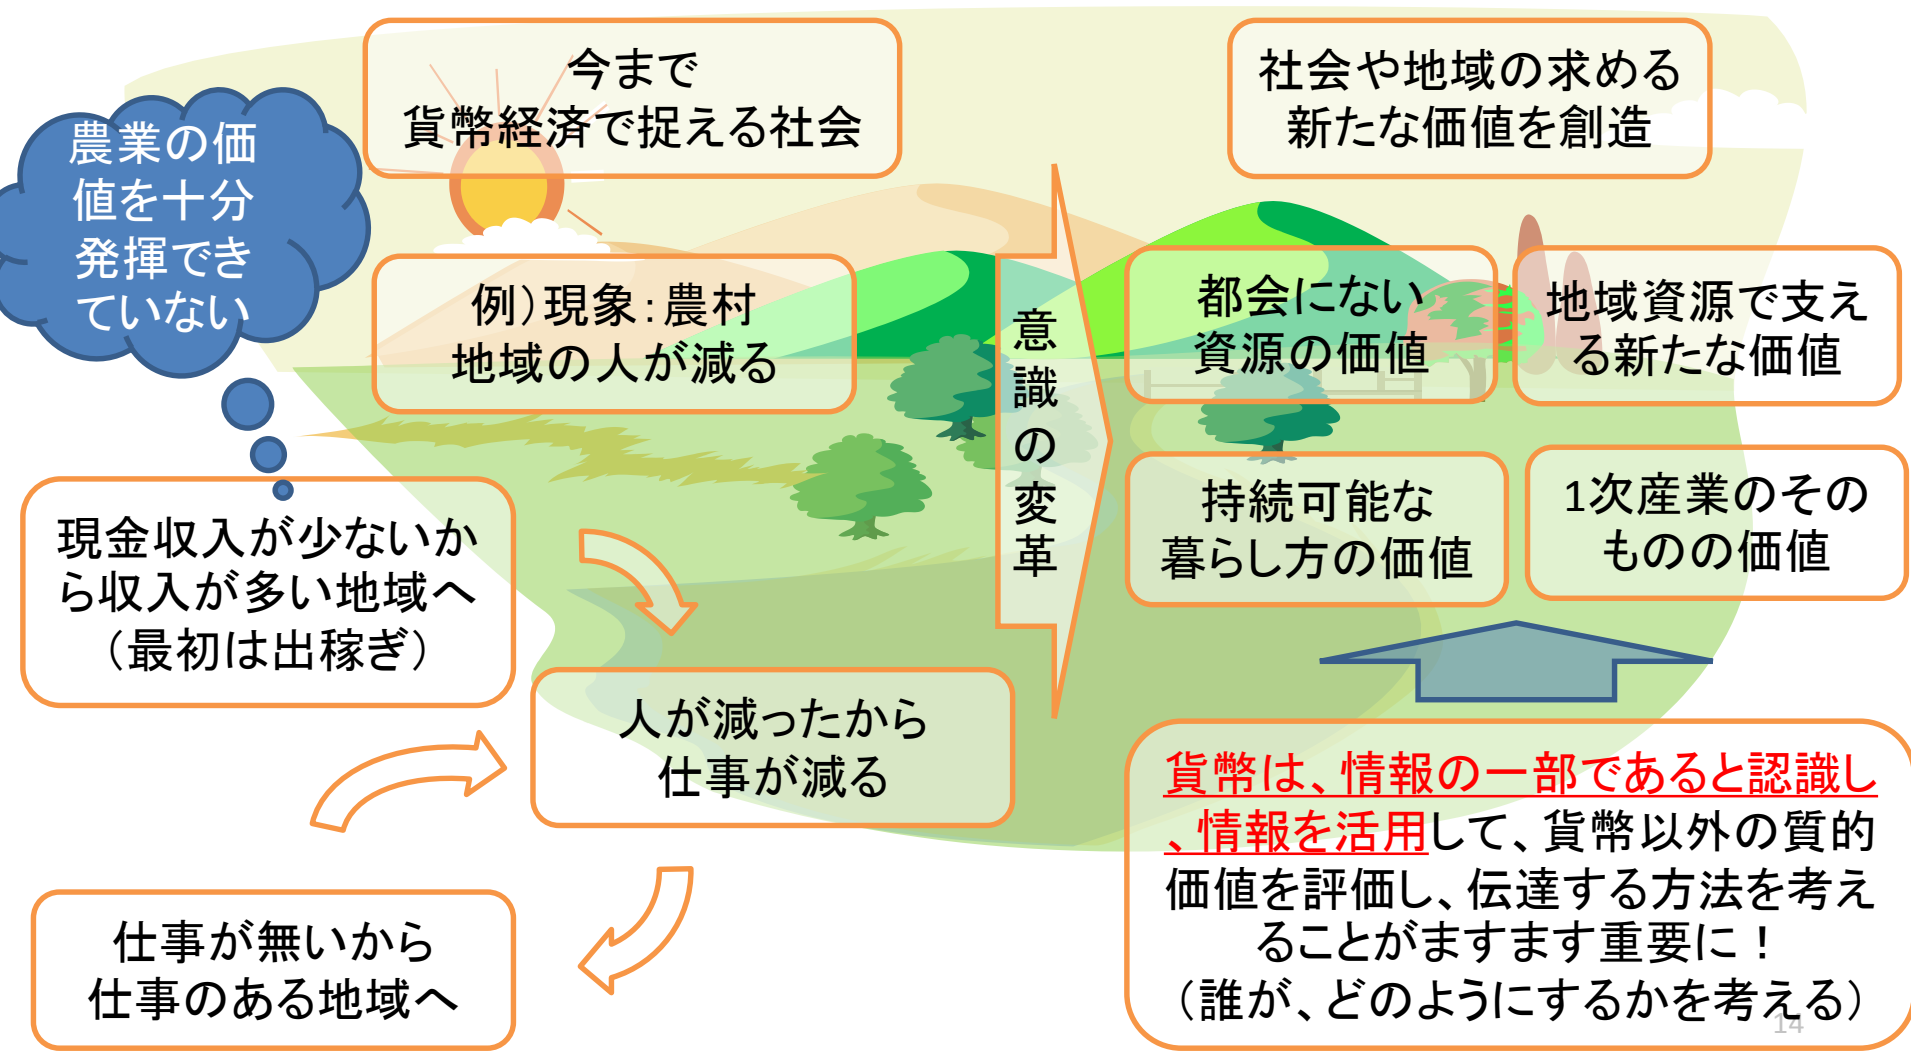 今まで
貨幣経済で捉える社会
社会や地域の求める
新たな価値を創造
農業の価
値を十分
発揮でき
ていない
例）現象：農村
地域の人が減る
意識の変革
都会にない
資源の価値
地域資源で支え
る新たな価値
持続可能な
暮らし方の価値
1次産業のその
ものの価値
現金収入が少ないか
ら収入が多い地域へ
（最初は出稼ぎ）
人が減ったから
仕事が減る
仕事が無いから
仕事のある地域へ
貨幣は、情報の一部であると認識し
、情報を活用して、貨幣以外の質的
価値を評価し、伝達する方法を考え
ることがますます重要に！
（誰が、どのようにするかを考える）
14